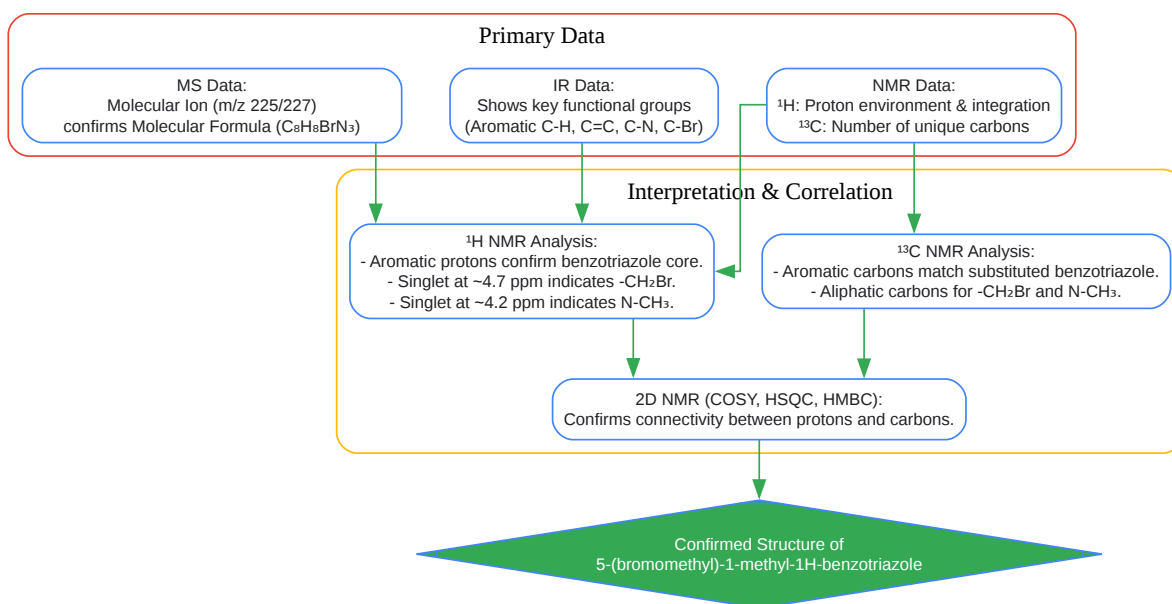 Primary Data
MS Data:
Molecular Ion (m/z 225/227)
confirms Molecular Formula (C₈H₈BrN₃)
IR Data:
Shows key functional groups
(Aromatic C-H, C=C, C-N, C-Br)
NMR Data:
¹H: Proton environment & integration
¹³C: Number of unique carbons
Interpretation & Correlation
¹H NMR Analysis:
- Aromatic protons confirm benzotriazole core.
- Singlet at ~4.7 ppm indicates -CH₂Br.
- Singlet at ~4.2 ppm indicates N-CH₃.
¹³C NMR Analysis:
- Aromatic carbons match substituted benzotriazole.
- Aliphatic carbons for -CH₂Br and N-CH₃.
2D NMR (COSY, HSQC, HMBC):
Confirms connectivity between protons and carbons.
Confirmed Structure of
5-(bromomethyl)-1-methyl-1H-benzotriazole